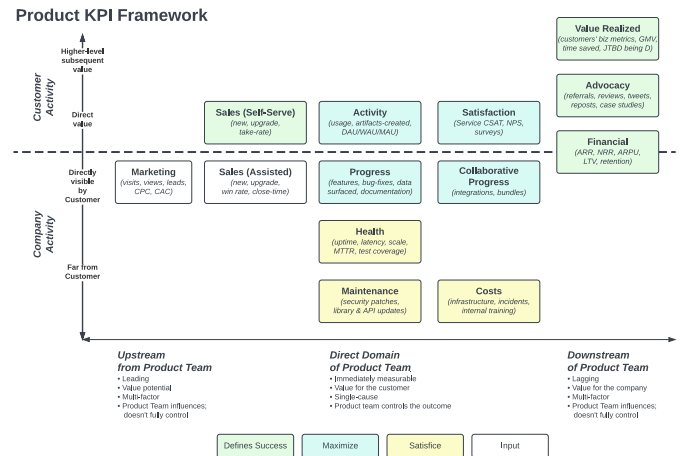 Product KPI Framework
Customer
Activity
Company
Activity
Higher-level
subsequent
value
Direct
value
Directly
visible
by
Customer
Far from
Customer
Value Realized
(customers' biz metrics, GMV,
time saved, JTBD being D)
Advocacy
(referrals, reviews, tweets,
reposts, case studies)
Sales (Self-Serve)
(new, upgrade,
take-rate)
Activity
(usage, artifacts-created,
DAU/WAU/MAU)
Satisfaction
(Service CSAT, NPS,
surveys)
Financial
(ARR, NRR, ARPU,
LTV, retention)
Marketing
(visits, views, leads,
CPC, CAC)
Sales (Assisted)
(new, upgrade,
win rate, close-time)
Progress
(features, bug-fixes, data
surfaced, documentation)
Collaborative
Progress
(integrations, bundles)
Health
(uptime, latency, scale,
MTTR, test coverage)
Maintenance
(security patches,
library & API updates)
Costs
(infrastructure, incidents,
internal training)
Upstream
from Product Team
• Leading
• Value potential
• Multi-factor
• Product Team influences;
doesn't fully control
Direct Domain
of Product Team
• Immediately measurable
• Value for the customer
• Single-cause
• Product team controls the outcome
Downstream
of Product Team
• Lagging
• Value for the company
• Multi-factor
• Product Team influences;
doesn't fully control
Defines Success
Maximize
Satisfice
Input